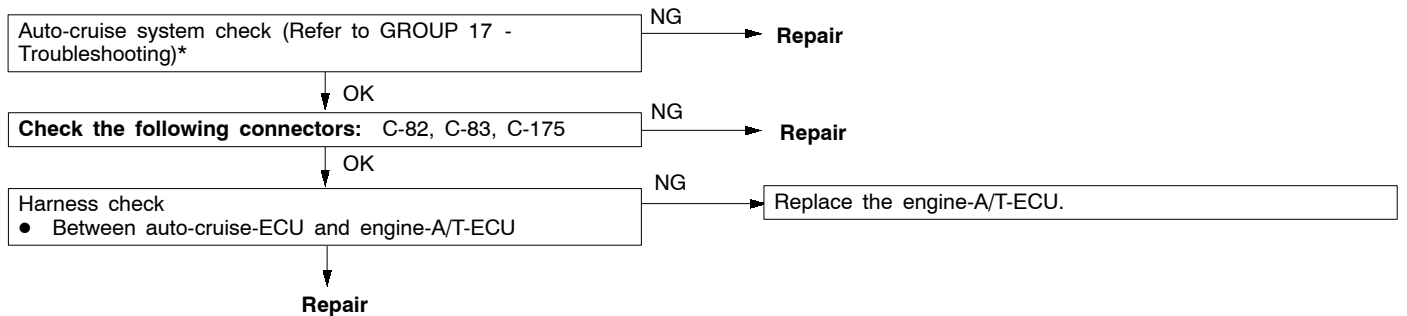 Auto-cruise system check (Refer to GROUP 17 -
Troubleshooting)*
NG
Repair
OK
Check the following connectors: C-82, C-83, C-175
NG
Repair
OK
Harness check
● Between auto-cruise-ECU and engine-A/T-ECU
NG
Replace the engine-A/T-ECU.
Repair